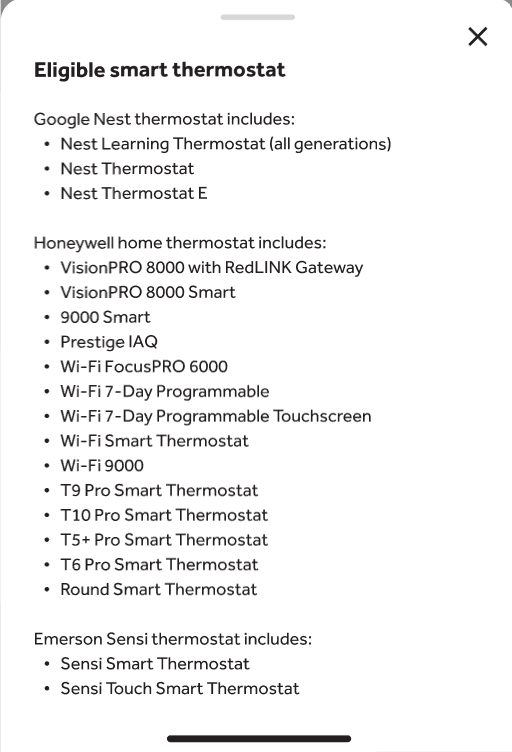 Eligible smart thermostat
Google Nest thermostat includes:
• Nest Learning Thermostat (all generations)
• Nest Thermostat
• Nest Thermostat E
Honeywell home thermostat includes:
• VisionPRO 8000 with RedLINK Gateway
• VisionPRO 8000 Smart
• 9000 Smart
• Prestige IAQ
• Wi-Fi FocusPRO 6000
• Wi-Fi 7-Day Programmable
• Wi-Fi 7-Day Programmable Touchscreen
• Wi-Fi Smart Thermostat
• Wi-Fi 9000
• T9 Pro Smart Thermostat
• T10 Pro Smart Thermostat
• T5+ Pro Smart Thermostat
• T6 Pro Smart Thermostat
• Round Smart Thermostat
Emerson Sensi thermostat includes:
• Sensi Smart Thermostat
• Sensi Touch Smart Thermostat